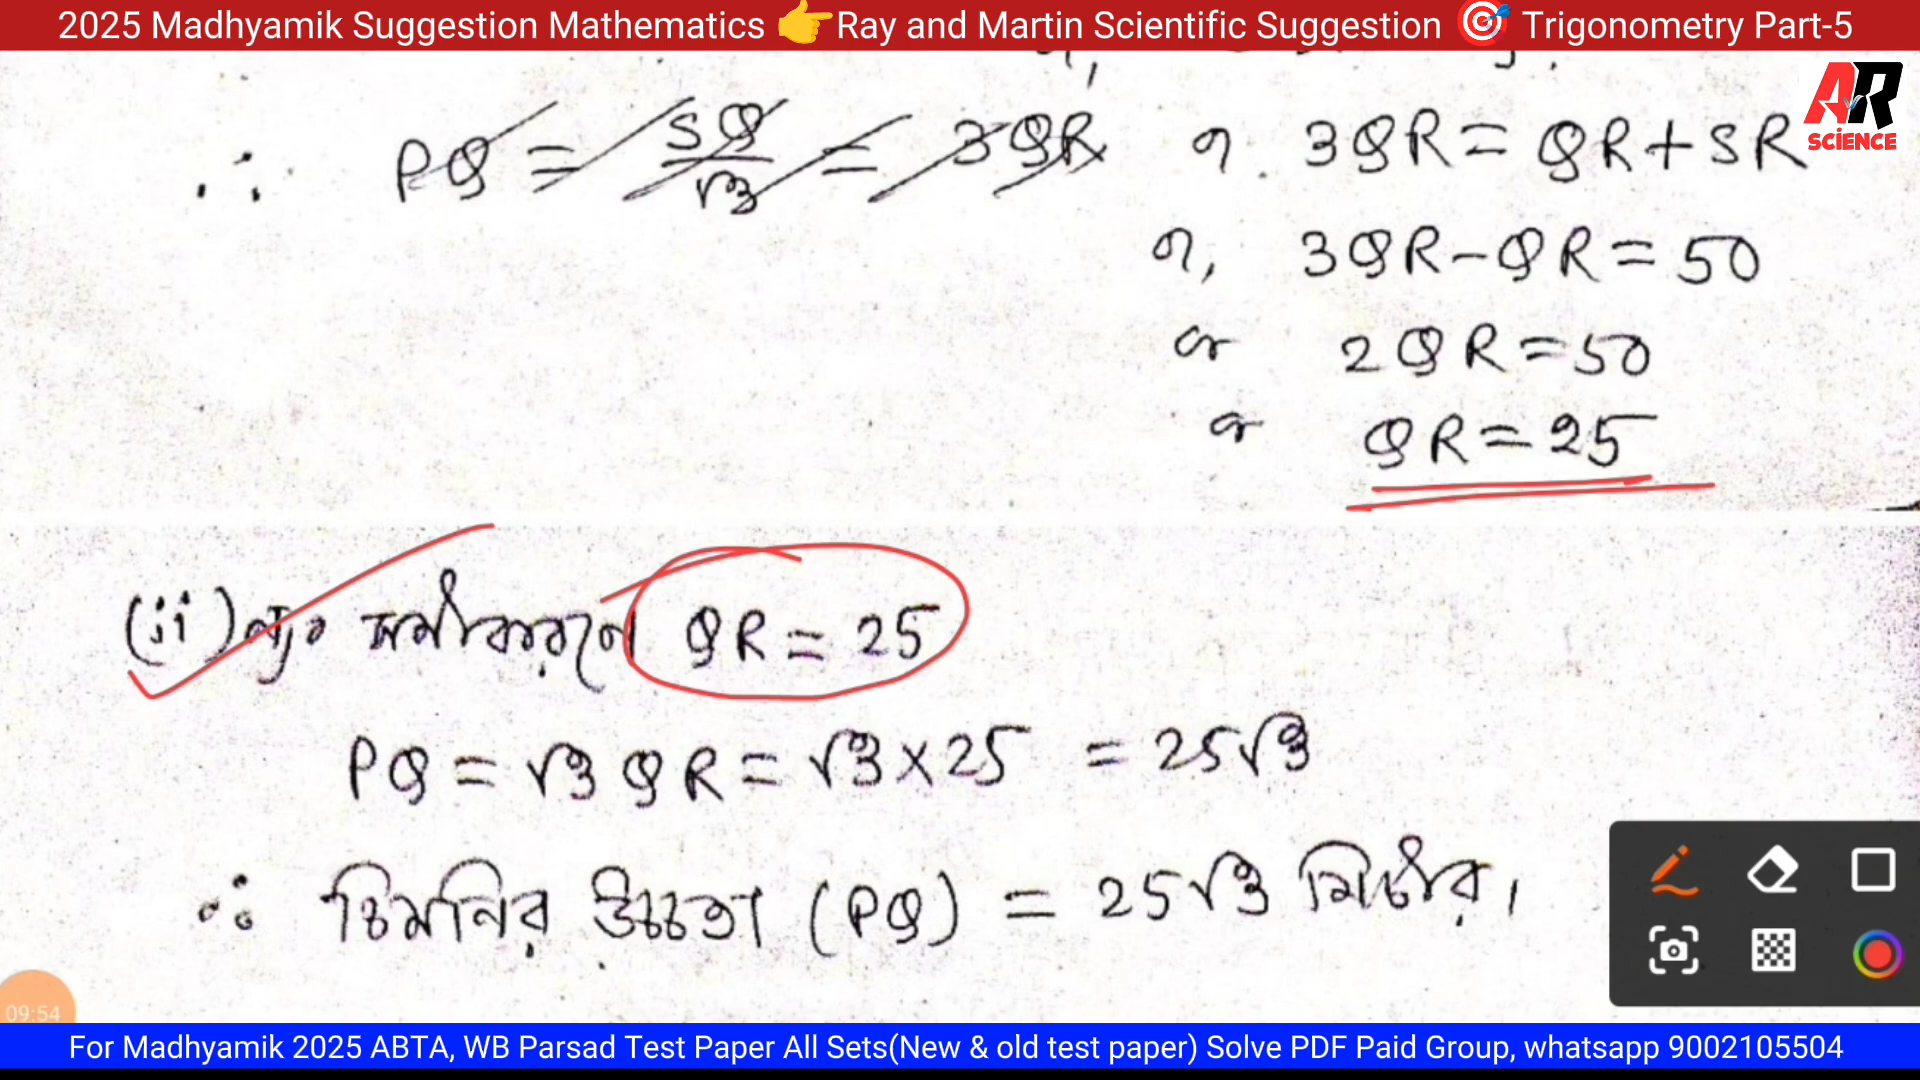 2025 Madhyamik Suggestion Mathematics 👉Ray and Martin Scientific Suggestion 🎯 Trigonometry Part-5
AR
SCIENCE
∴ PQ = SQ/√3 = 3QR
বা, 3QR = QR + SR
বা, 3QR - QR = 50
বা 2QR = 50
বা QR = 25
(ii) নং সমীকরণে QR = 25
PQ = √3 QR = √3 × 25 = 25√3
∴ চিমনির উচ্চতা (PQ) = 25√3 মিটার।
09:54
For Madhyamik 2025 ABTA, WB Parsad Test Paper All Sets(New & old test paper) Solve PDF Paid Group, whatsapp 9002105504